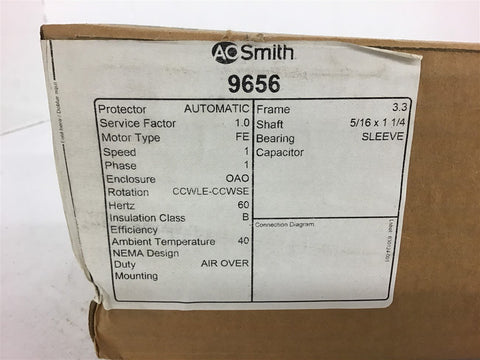 AO Smith
9656
Protector AUTOMATIC
Service Factor 1.0
Motor Type FE
Speed 1
Phase 1
Enclosure OAO
Rotation CCWLE-CCWSE
Hertz 60
Insulation Class B
Efficiency
Ambient Temperature 40
NEMA Design
Duty AIR OVER
Mounting
Frame 3.3
Shaft 5/16 x 1 1/4
Bearing SLEEVE
Capacitor
Connection Diagram: